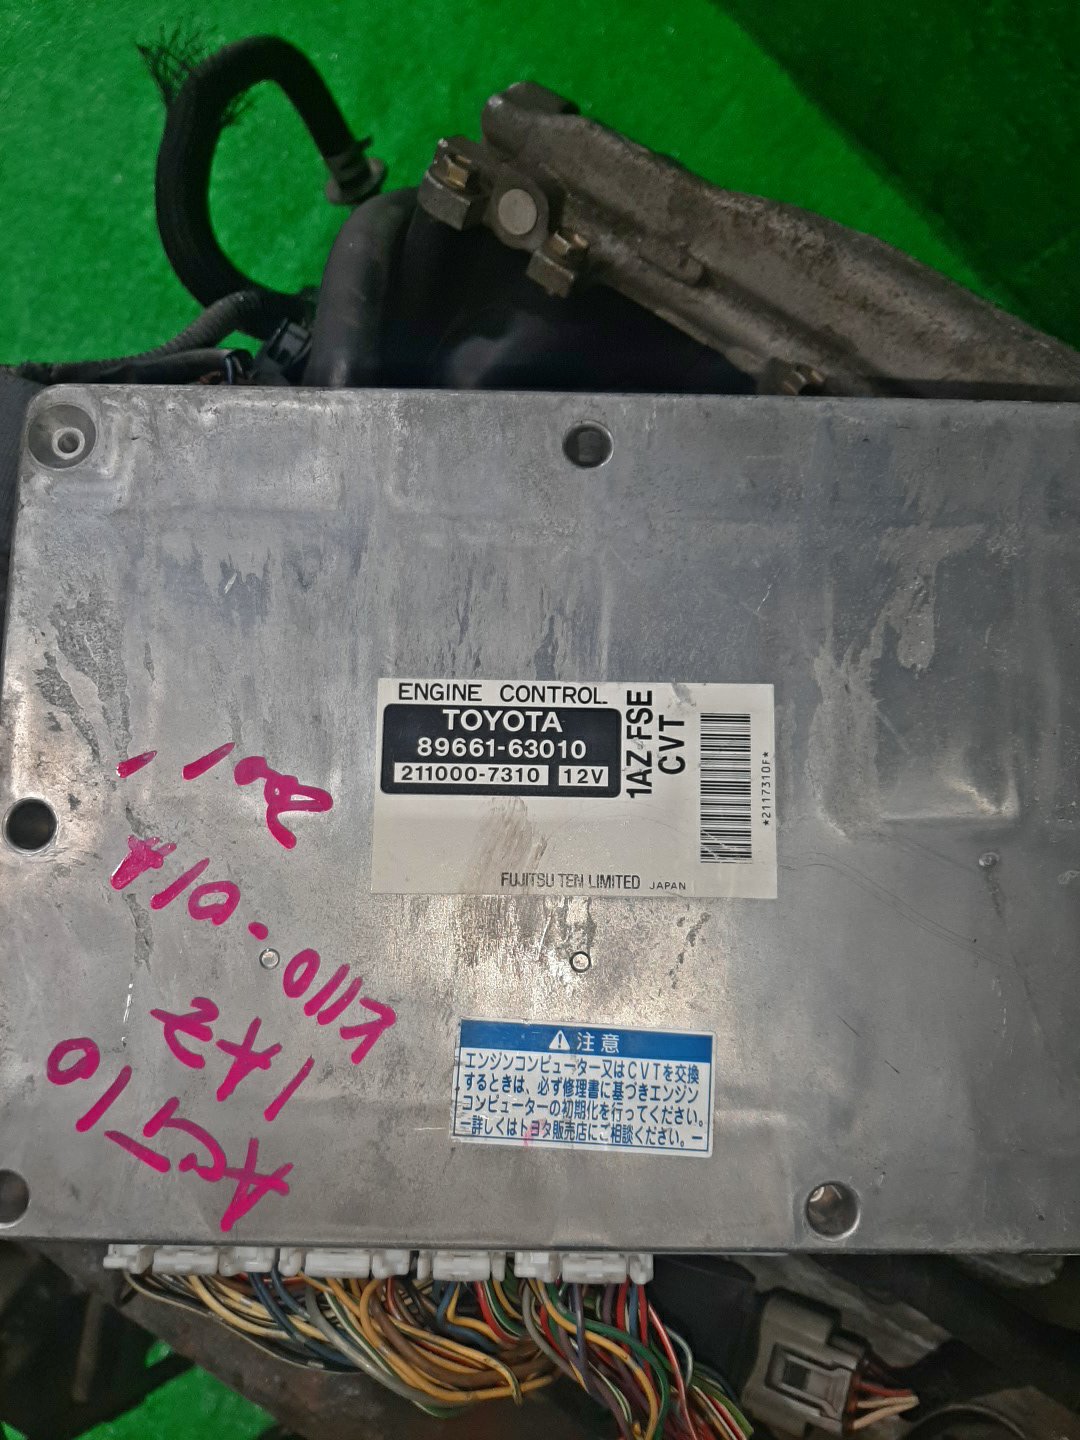 ENGINE CONTROL
TOYOTA
89661-63010
211000-7310 12V
1AZ-FSE
CVT
*2117310F*
FUJITSU TEN LIMITED JAPAN
注意
エンジンコンピューター又はCVTを交換
するときは、必ず修理書に基づきエンジン
コンピューターの初期化を行ってください。
ー詳しくはトヨタ販売店にご相談ください。ー
1AZ
K110-01A